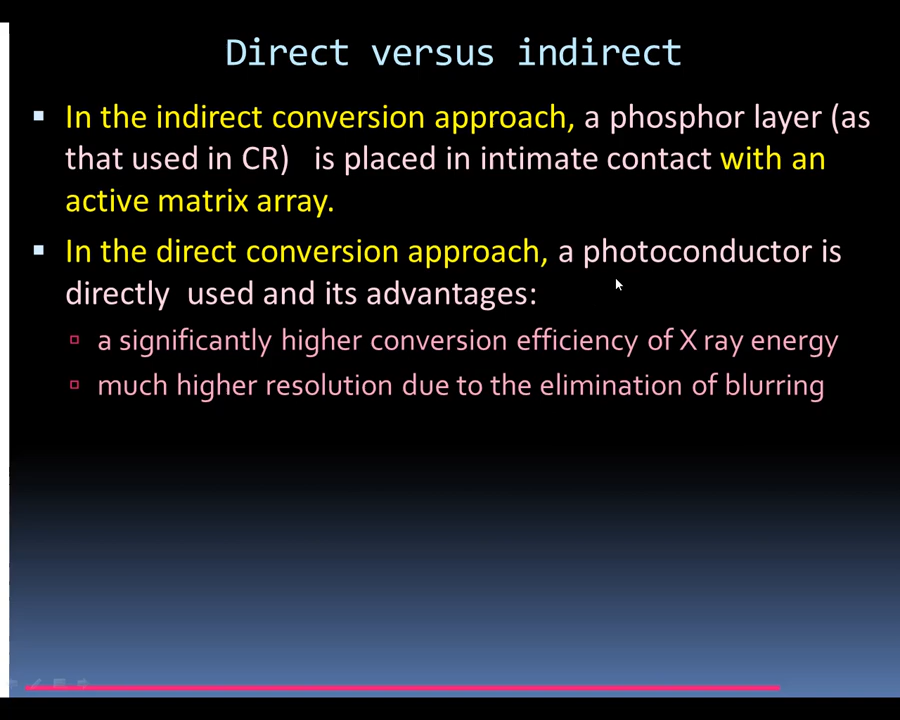 Direct versus indirect
In the indirect conversion approach, a phosphor layer (as
that used in CR) is placed in intimate contact with an
active matrix array.
In the direct conversion approach, a photoconductor is
directly used and its advantages:
a significantly higher conversion efficiency of X ray energy
much higher resolution due to the elimination of blurring